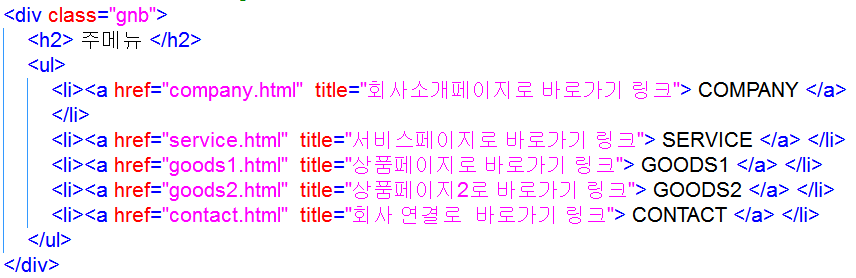 <div class="gnb">
<h2> 주메뉴 </h2>
<ul>
<li><a href="company.html"  title="회사소개페이지로 바로가기 링크"> COMPANY </a>
</li>
<li><a href="service.html"  title="서비스페이지로 바로가기 링크"> SERVICE </a> </li>
<li><a href="goods1.html"  title="상품페이지로 바로가기 링크"> GOODS1 </a> </li>
<li><a href="goods2.html"  title="상품페이지2로 바로가기 링크"> GOODS2 </a> </li>
<li><a href="contact.html"  title="회사 연결로  바로가기 링크"> CONTACT </a> </li>
</ul>
</div>